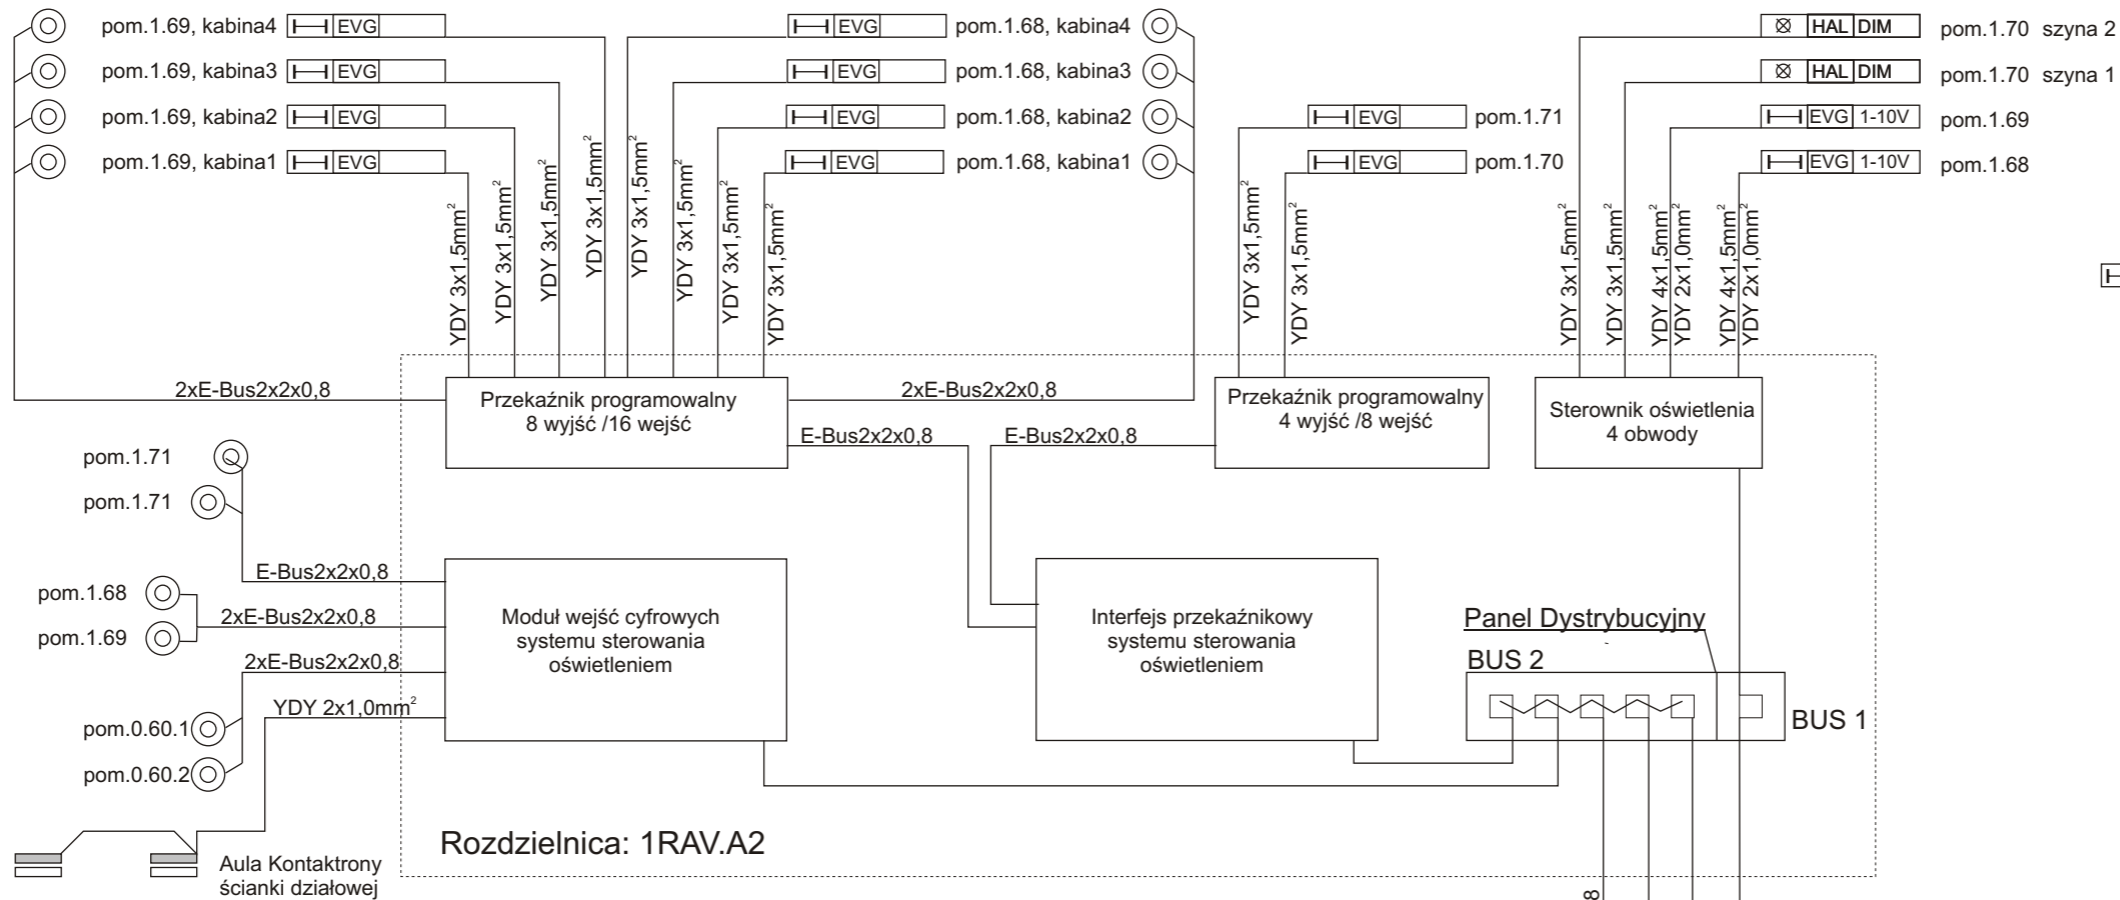 pom.1.69, kabina4 EVG
pom.1.69, kabina3 EVG
pom.1.69, kabina2 EVG
pom.1.69, kabina1 EVG
EVG pom.1.68, kabina4
EVG pom.1.68, kabina3
EVG pom.1.68, kabina2
EVG pom.1.68, kabina1
EVG pom.1.71
EVG pom.1.70
HAL DIM pom.1.70 szyna 2
HAL DIM pom.1.70 szyna 1
EVG 1-10V pom.1.69
EVG 1-10V pom.1.68
YDY 3x1,5mm²
YDY 3x1,5mm²
YDY 3x1,5mm²
YDY 3x1,5mm²
YDY 3x1,5mm²
YDY 3x1,5mm²
YDY 3x1,5mm²
YDY 3x1,5mm²
YDY 3x1,5mm²
YDY 3x1,5mm²
YDY 3x1,5mm²
YDY 3x1,5mm²
YDY 4x1,5mm²
YDY 2x1,0mm²
YDY 4x1,5mm²
YDY 2x1,0mm²
2xE-Bus2x2x0,8
Przekaźnik programowalny
8 wyjść /16 wejść
2xE-Bus2x2x0,8
Przekaźnik programowalny
4 wyjść /8 wejść
Sterownik oświetlenia
4 obwody
E-Bus2x2x0,8
E-Bus2x2x0,8
pom.1.71
pom.1.71
E-Bus2x2x0,8
pom.1.68
2xE-Bus2x2x0,8
pom.1.69
2xE-Bus2x2x0,8
YDY 2x1,0mm²
pom.0.60.1
pom.0.60.2
Moduł wejść cyfrowych
systemu sterowania
oświetleniem
Interfejs przekaźnikowy
systemu sterowania
oświetleniem
Panel Dystrybucyjny
BUS 2
BUS 1
Rozdzielnica: 1RAV.A2
Aula Kontaktrony
ścianki działowej
8